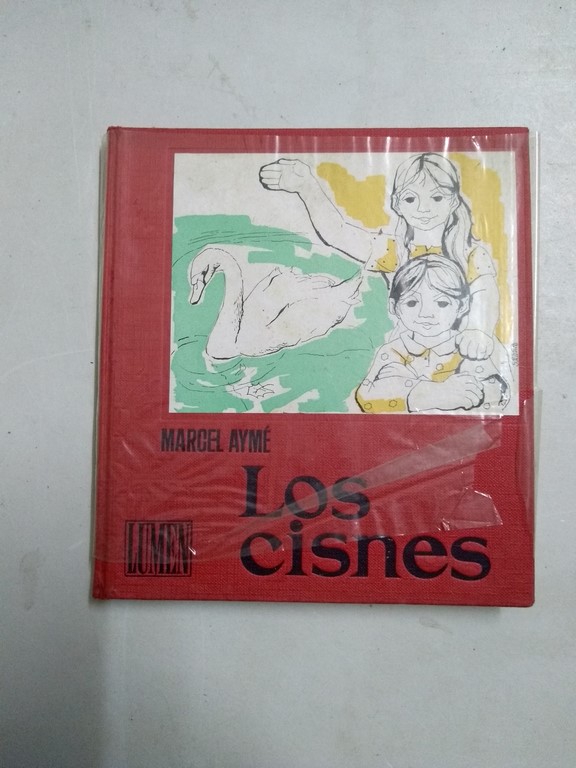 MARCEL AYMÉ
Los
cisnes
LUMEN